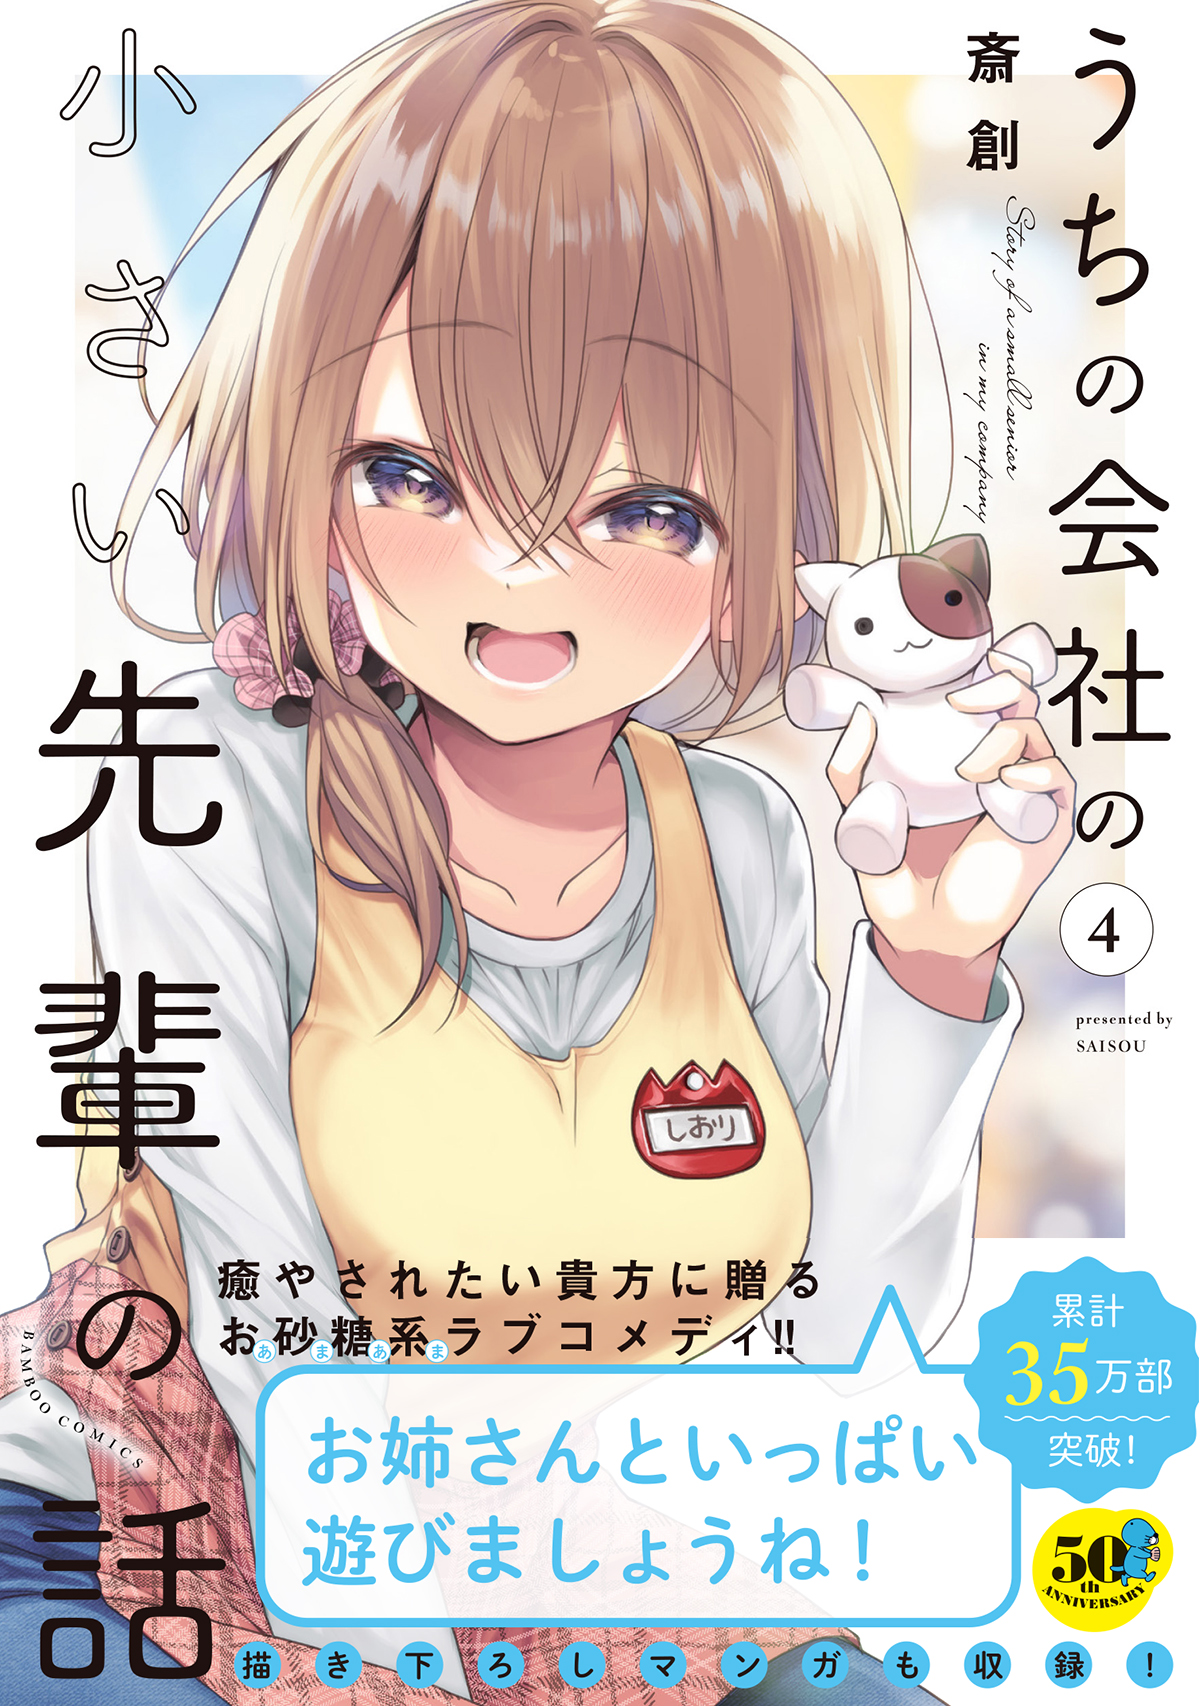 うちの会社の
小さい先輩の話
斎創
Story of a small senior
in my company
4
presented by
SAISOU
しおり
癒やされたい貴方に贈る
お砂糖系ラブコメディ!!
あまあま
お姉さんといっぱい
遊びましょうね！
累計
35万部
突破！
50th
ANNIVERSARY
BAMBOO COMICS
描き下ろしマンガも収録！